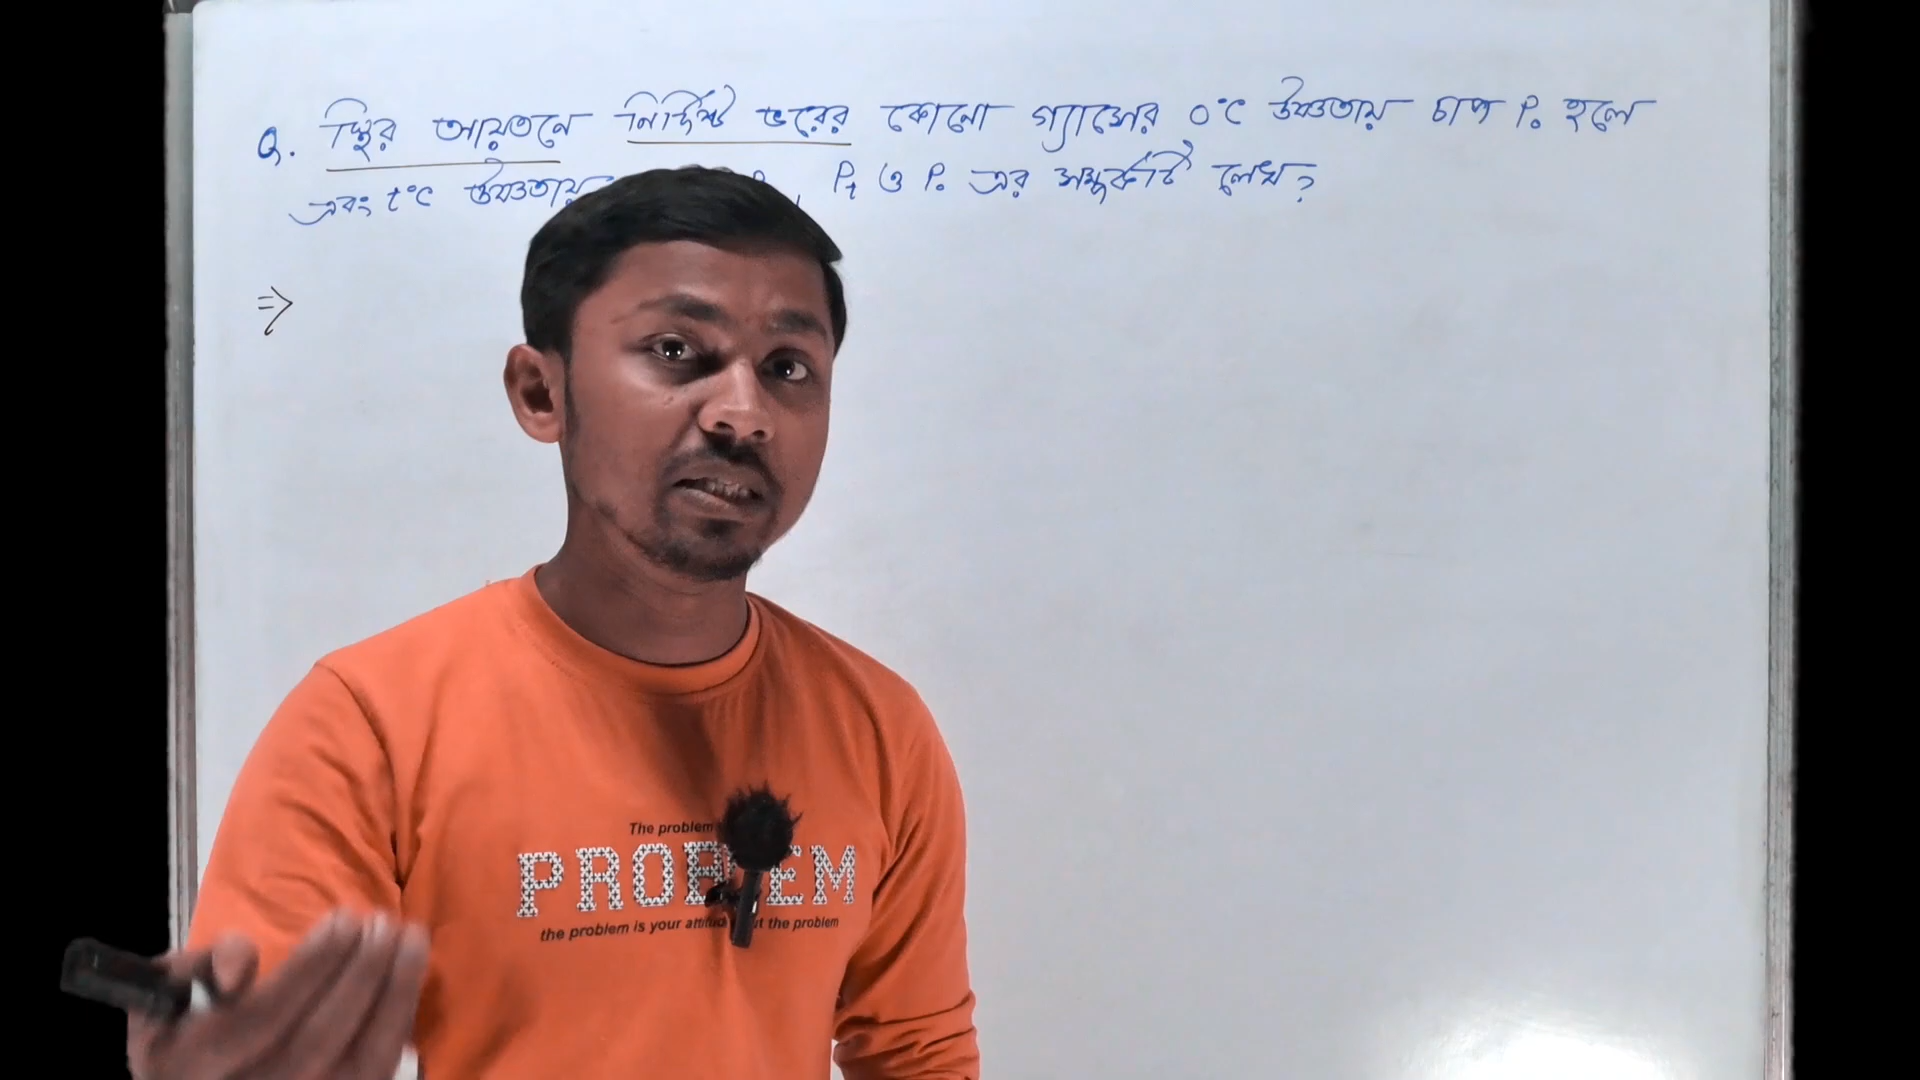 Q. স্থির আয়তনে নির্দিষ্ট ভরের কোনো গ্যাসের 0°C উষ্ণতায় চাপ P₀ হলে
এবং t°C উষ্ণতায় , Pₜ ও P₀ এর সম্পর্কটি লেখ?
⇒
The problem
PROBLEM
the problem is your attitude the problem